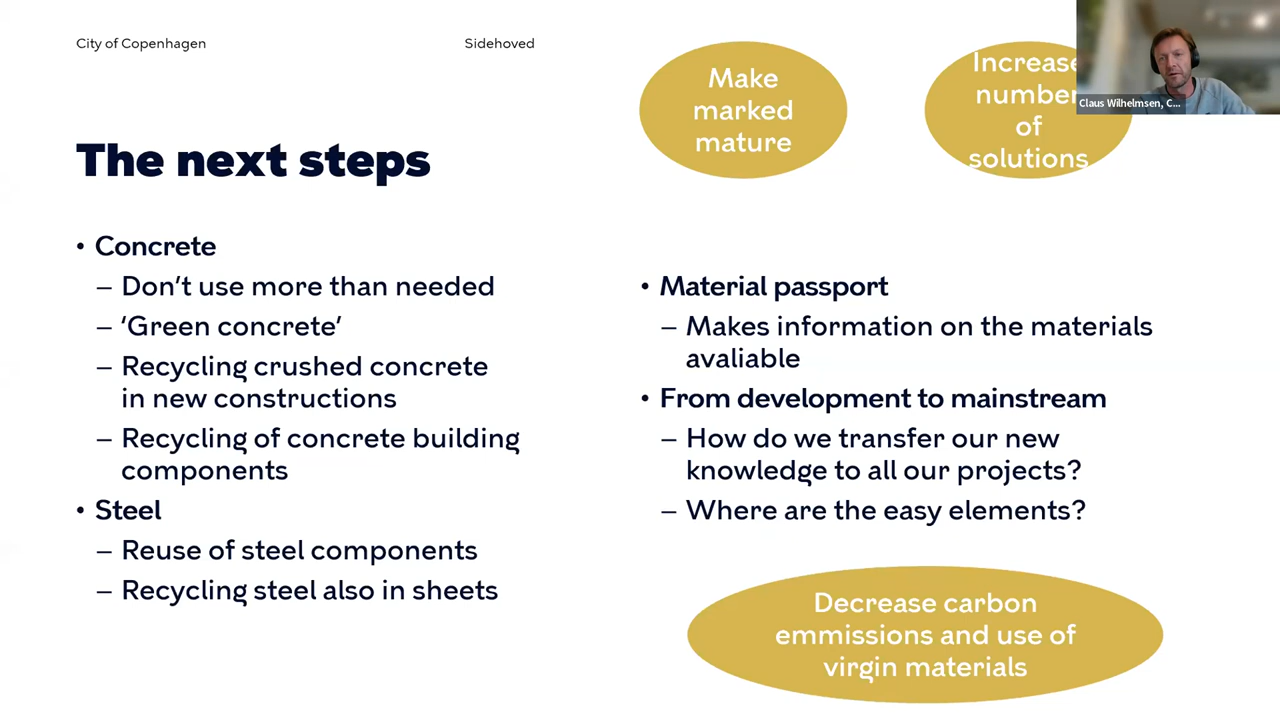 City of Copenhagen
Sidehoved
Make
marked
mature
Increase
number
of
solutions
Claus Wilhelmsen, C...
The next steps
• Concrete
– Don't use more than needed
– 'Green concrete'
– Recycling crushed concrete
in new constructions
– Recycling of concrete building
components
• Steel
– Reuse of steel components
– Recycling steel also in sheets
• Material passport
– Makes information on the materials
avaliable
• From development to mainstream
– How do we transfer our new
knowledge to all our projects?
– Where are the easy elements?
Decrease carbon
emmissions and use of
virgin materials